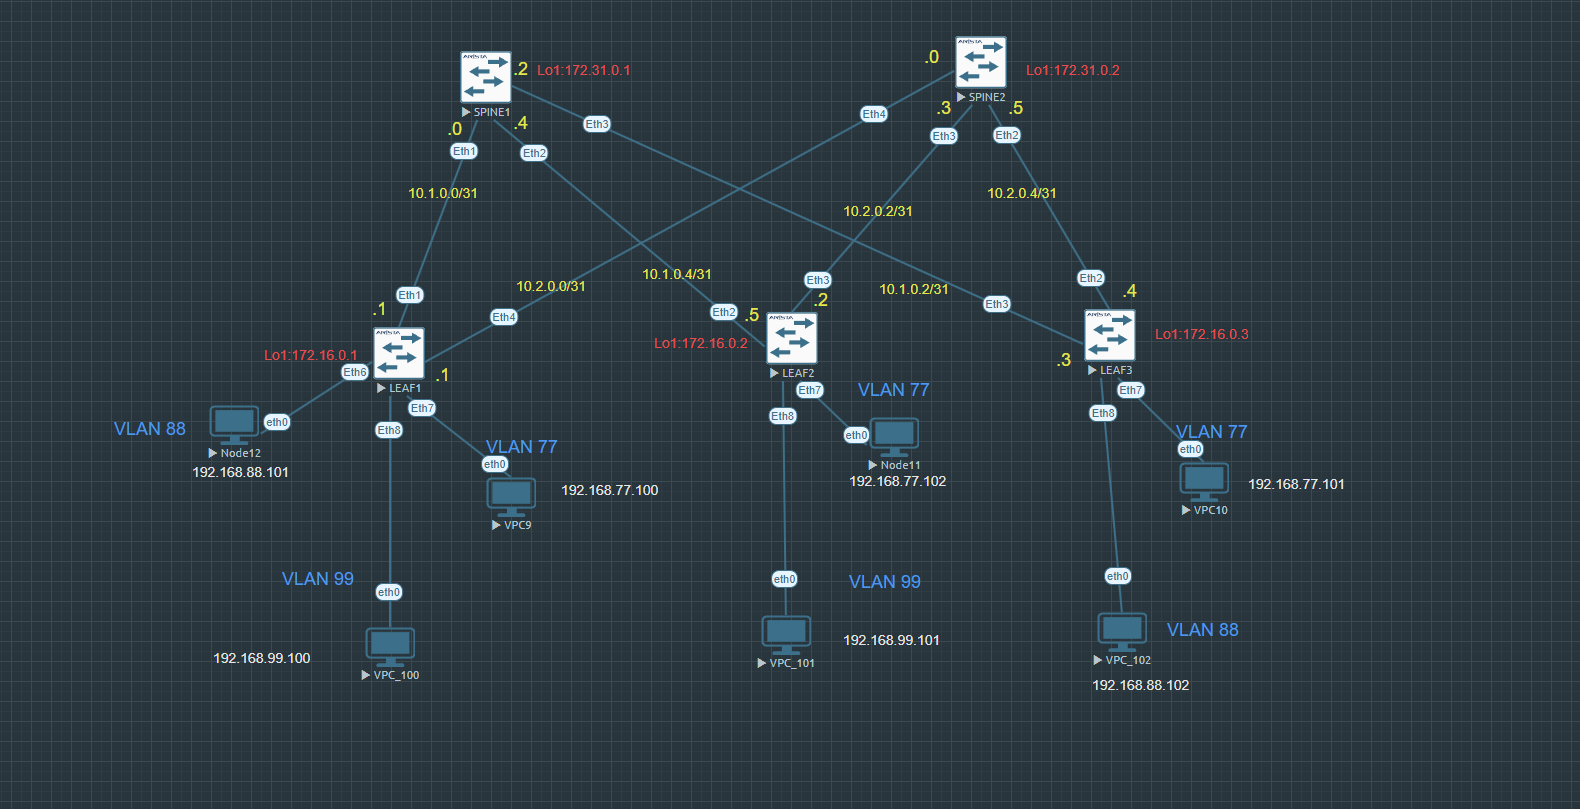 ARISTA
.2
Lo1:172.31.0.1
SPINE1
.0
.4
Eth1
Eth2
Eth3
ARISTA
.0
Lo1:172.31.0.2
SPINE2
.3
.5
Eth4
Eth3
Eth2
10.1.0.0/31
10.2.0.2/31
10.2.0.4/31
10.2.0.0/31
10.1.0.4/31
10.1.0.2/31
Eth1
.1
Eth4
ARISTA
Lo1:172.16.0.1
Eth6
.1
LEAF1
Eth7
Eth8
Eth3
.2
Eth2
.5
ARISTA
Lo1:172.16.0.2
LEAF2
Eth7
Eth8
Eth2
.4
Eth3
ARISTA
Lo1:172.16.0.3
.3
LEAF3
Eth7
Eth8
VLAN 88
eth0
Node12
192.168.88.101
VLAN 77
eth0
192.168.77.100
VPC9
VLAN 77
eth0
Node11
192.168.77.102
VLAN 77
eth0
192.168.77.101
VPC10
VLAN 99
eth0
192.168.99.100
VPC_100
eth0
VLAN 99
192.168.99.101
VPC_101
eth0
VLAN 88
VPC_102
192.168.88.102